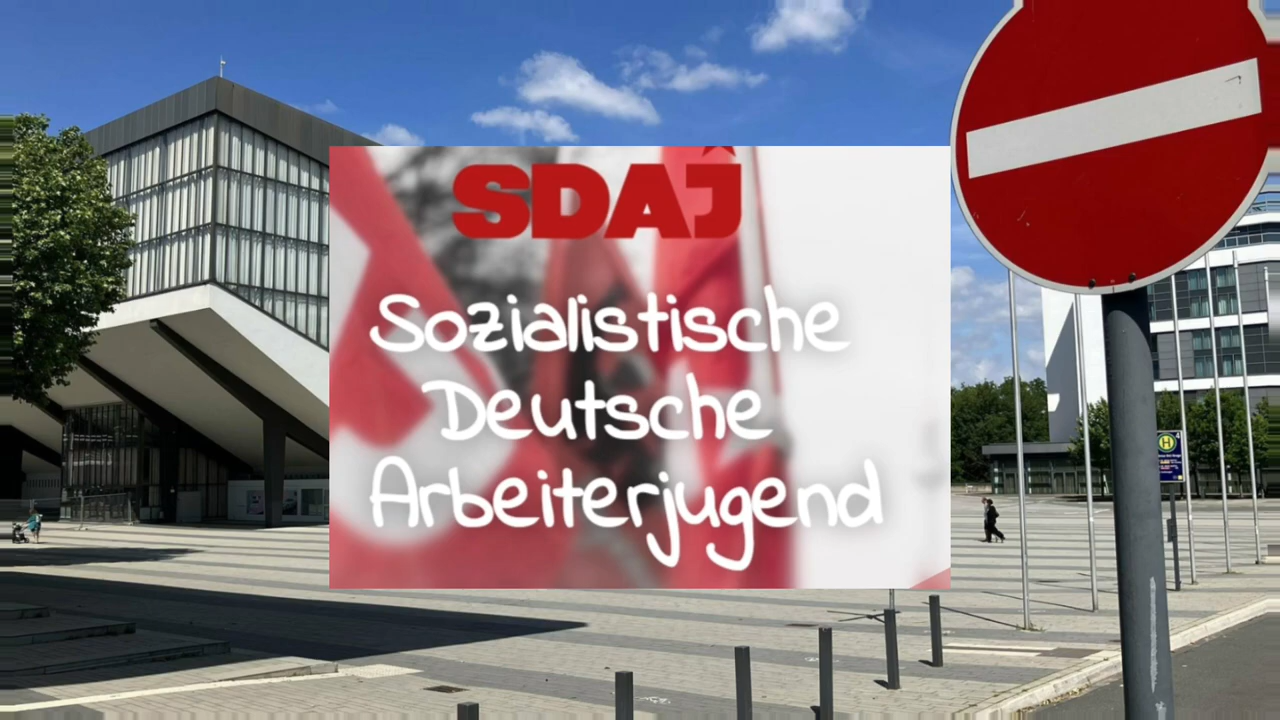 SDAJ
Sozialistische
Deutsche
Arbeiterjugend
H